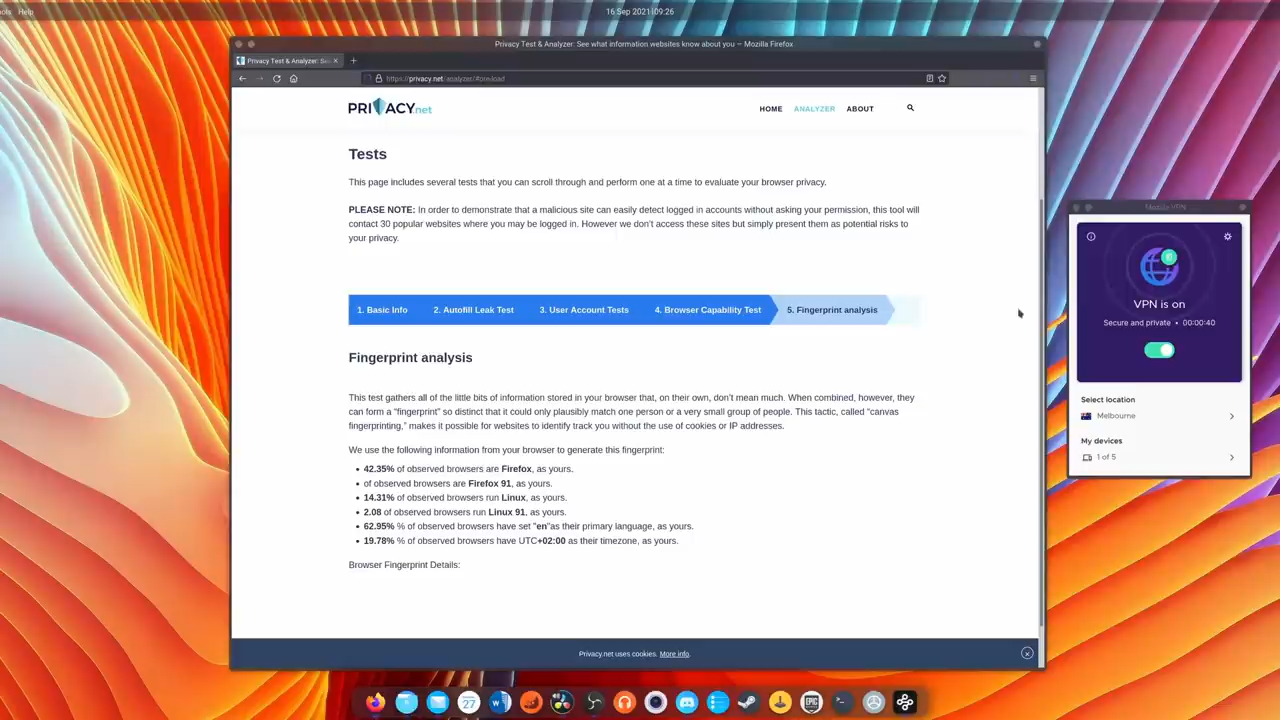 ols Help
16 Sep 2021|09:26
Privacy Test & Analyzer: See what information websites know about you — Mozilla Firefox
Privacy Test & Analyzer: Se
https://privacy.net/analyzer/#pre-load
PRIVACY.net
HOME ANALYZER ABOUT
Tests
This page includes several tests that you can scroll through and perform one at a time to evaluate your browser privacy.
PLEASE NOTE: In order to demonstrate that a malicious site can easily detect logged in accounts without asking your permission, this tool will
contact 30 popular websites where you may be logged in. However we don't access these sites but simply present them as potential risks to
your privacy.
1. Basic Info 2. Autofill Leak Test 3. User Account Tests 4. Browser Capability Test 5. Fingerprint analysis
Fingerprint analysis
This test gathers all of the little bits of information stored in your browser that, on their own, don't mean much. When combined, however, they
can form a “fingerprint” so distinct that it could only plausibly match one person or a very small group of people. This tactic, called “canvas
fingerprinting,” makes it possible for websites to identify track you without the use of cookies or IP addresses.
We use the following information from your browser to generate this fingerprint:
• 42.35% of observed browsers are Firefox, as yours.
• of observed browsers are Firefox 91, as yours.
• 14.31% of observed browsers run Linux, as yours.
• 2.08 of observed browsers run Linux 91, as yours.
• 62.95% % of observed browsers have set "en"as their primary language, as yours.
• 19.78% % of observed browsers have UTC+02:00 as their timezone, as yours.
Browser Fingerprint Details:
Privacy.net uses cookies. More info.
Mozilla VPN
VPN is on
Secure and private • 00:00:40
Select location
Melbourne
My devices
1 of 5
27
W
EPIC